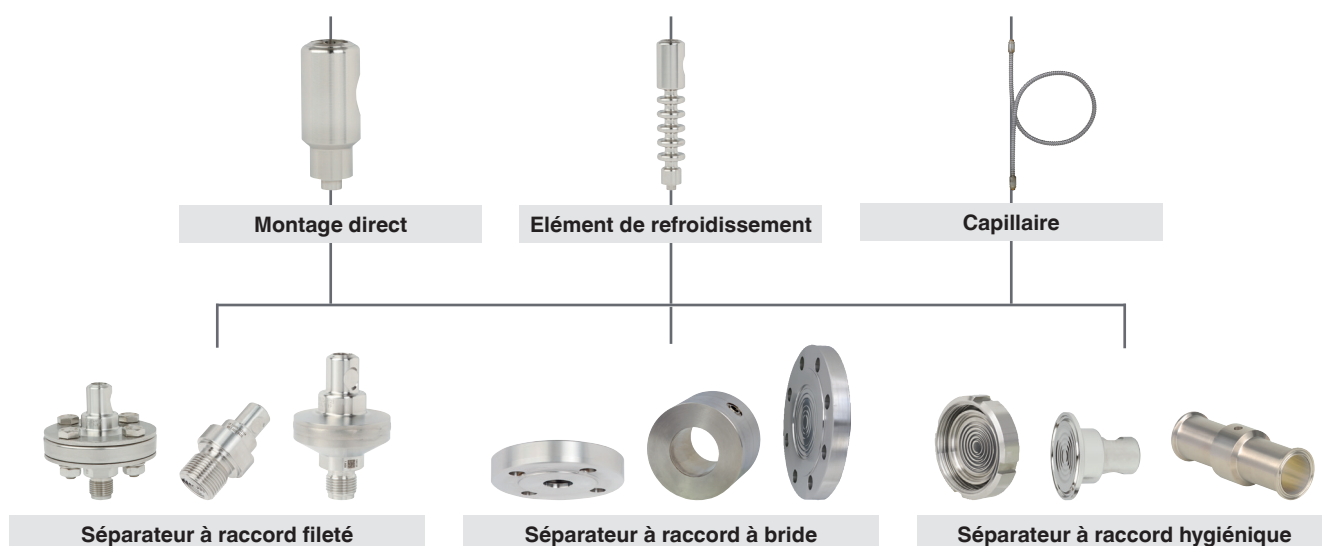 Montage direct
Elément de refroidissement
Capillaire
Séparateur à raccord fileté
Séparateur à raccord à bride
Séparateur à raccord hygiénique